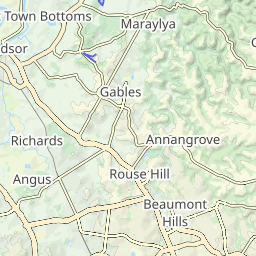 Town Bottoms
Maraylya
dsor
Gables
Richards
Annangrove
Angus
Rouse Hill
Beaumont
Hills